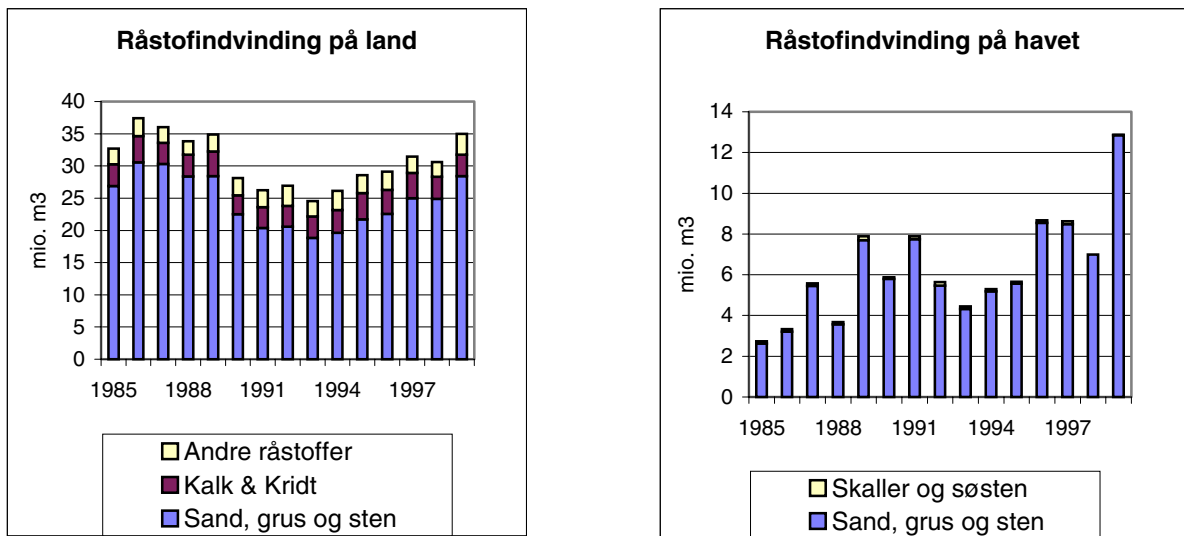 Råstofindvinding på land
mio. m3
40
35
30
25
20
15
10
5
0
1985 1988 1991 1994 1997
Andre råstoffer
Kalk & Kridt
Sand, grus og sten
Råstofindvinding på havet
mio. m3
14
12
10
8
6
4
2
0
1985 1988 1991 1994 1997
Skaller og søsten
Sand, grus og sten